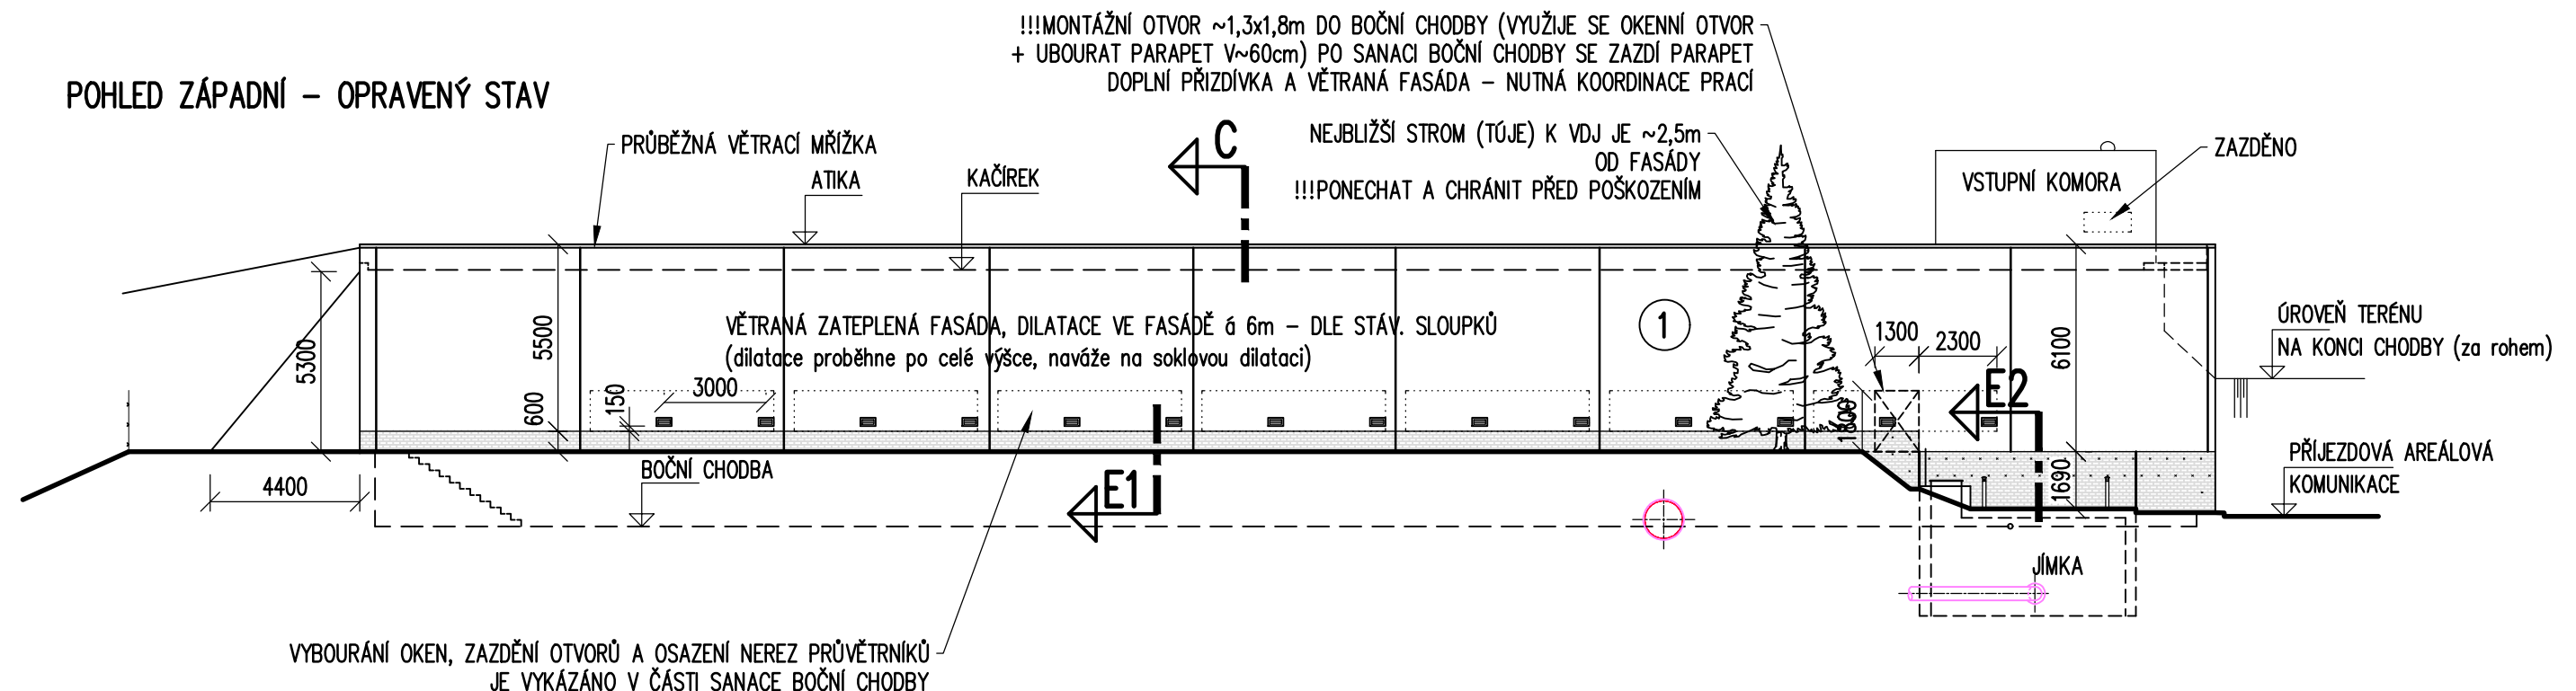 !!!MONTÁŽNÍ OTVOR ~1,3x1,8m DO BOČNÍ CHODBY (VYUŽIJE SE OKENNÍ OTVOR
+ UBOURAT PARAPET V~60cm) PO SANACI BOČNÍ CHODBY SE ZAZDÍ PARAPET
DOPLNÍ PŘIZDÍVKA A VĚTRANÁ FASÁDA – NUTNÁ KOORDINACE PRACÍ
POHLED ZÁPADNÍ – OPRAVENÝ STAV
PRŮBĚŽNÁ VĚTRACÍ MŘÍŽKA
ATIKA
KAČÍREK
C
NEJBLIŽŠÍ STROM (TÚJE) K VDJ JE ~2,5m
OD FASÁDY
!!!PONECHAT A CHRÁNIT PŘED POŠKOZENÍM
ZAZDĚNO
VSTUPNÍ KOMORA
VĚTRANÁ ZATEPLENÁ FASÁDA, DILATACE VE FASÁDĚ á 6m – DLE STÁV. SLOUPKŮ
(dilatace proběhne po celé výšce, naváže na soklovou dilataci)
1
5300
5500
600
150
3000
1300
2300
6100
1800
E2
ÚROVEŇ TERÉNU
NA KONCI CHODBY (za rohem)
4400
BOČNÍ CHODBA
E1
1690
PŘÍJEZDOVÁ AREÁLOVÁ
KOMUNIKACE
JÍMKA
VYBOURÁNÍ OKEN, ZAZDĚNÍ OTVORŮ A OSAZENÍ NEREZ PRŮVĚTRNÍKŮ
JE VYKÁZÁNO V ČÁSTI SANACE BOČNÍ CHODBY